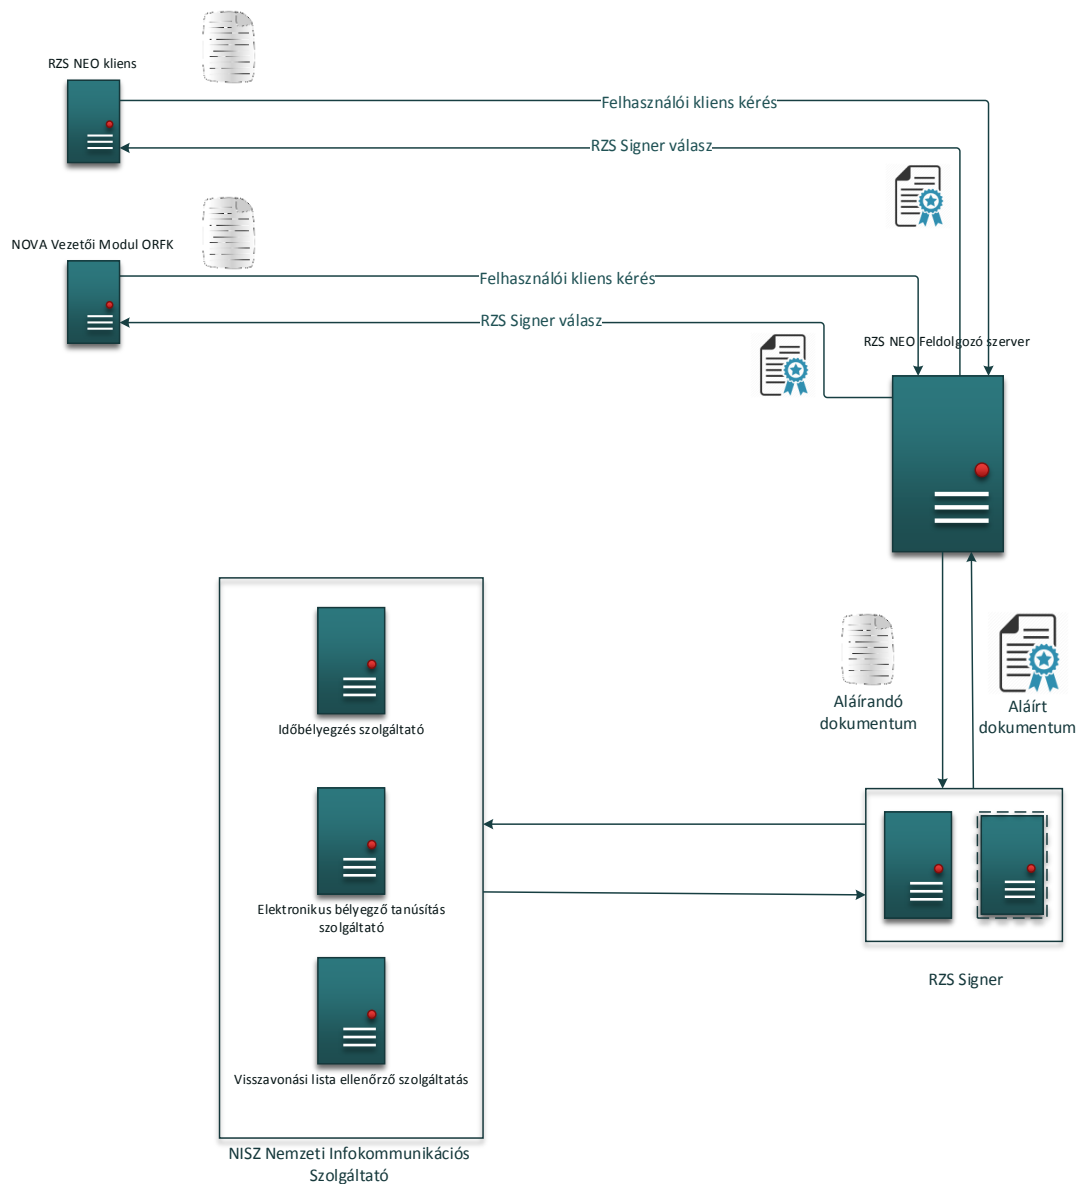 RZS NEO kliens
Felhasználói kliens kérés
RZS Signer válasz
NOVA Vezetői Modul ORFK
Felhasználói kliens kérés
RZS Signer válasz
RZS NEO Feldolgozó szerver
Aláírandó
dokumentum
Aláírt
dokumentum
Időbélyegzés szolgáltató
Elektronikus bélyegző tanúsítás
szolgáltató
Visszavonási lista ellenőrző szolgáltatás
RZS Signer
NISZ Nemzeti Infokommunikációs
Szolgáltató